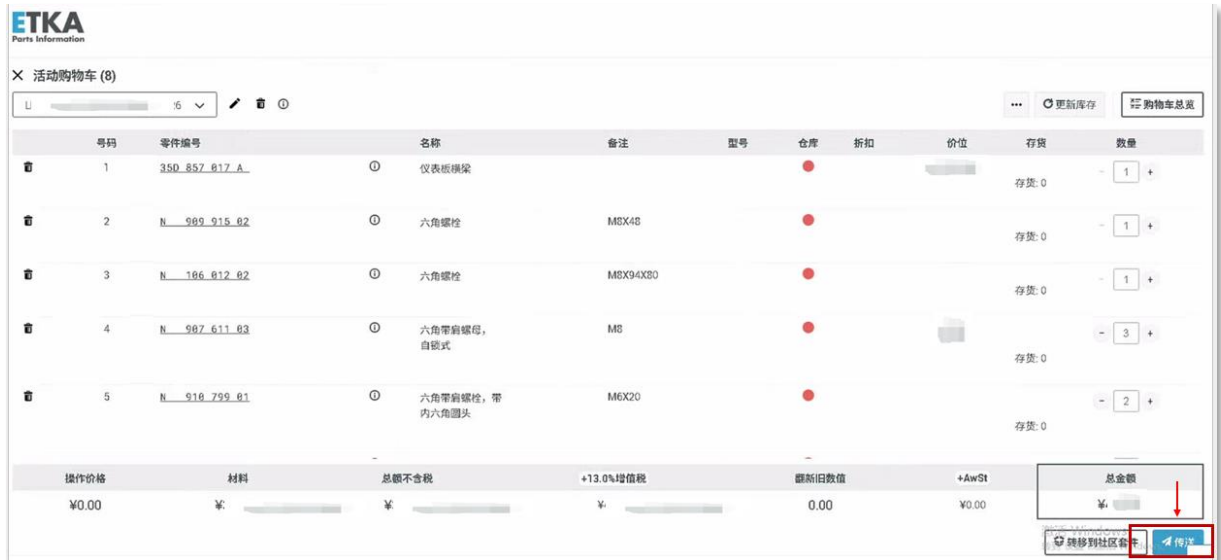 ETKA
Parts Information
活动购物车 (8)
更新库存
购物车总览
号码 零件编号 名称 备注 型号 仓库 折扣 价位 存货 数量
1 35D 857 017 A 仪表板横梁 1
存货: 0
2 N 909 915 02 六角螺栓 M8X48 1
存货: 0
3 N 106 012 02 六角螺栓 M8X94X80 1
存货: 0
4 N 907 611 03 六角带肩螺母, M8 3
自锁式
存货: 0
5 N 910 799 01 六角带肩螺栓, 带 M6X20 2
内六角圆头
存货: 0
操作价格 材料 总额不含税 +13.0%增值税 翻新旧数值 +AwSt 总金额
¥0.00 ¥ ¥ ¥ 0.00 ¥0.00 ¥
激活 Windows
转移到社区套件 传送